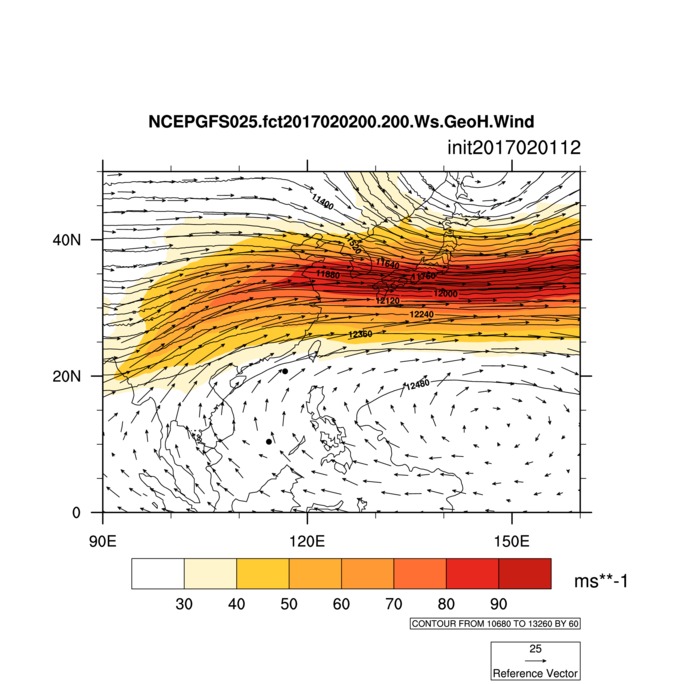 NCEPGFS025.fct2017020200.200.Ws.GeoH.Wind
init2017020112
11400
40N
11640
11880
11760
12000
12120
12240
12360
20N
12480
0
90E 120E 150E
ms**-1
30 40 50 60 70 80 90
CONTOUR FROM 10680 TO 13260 BY 60
25
Reference Vector